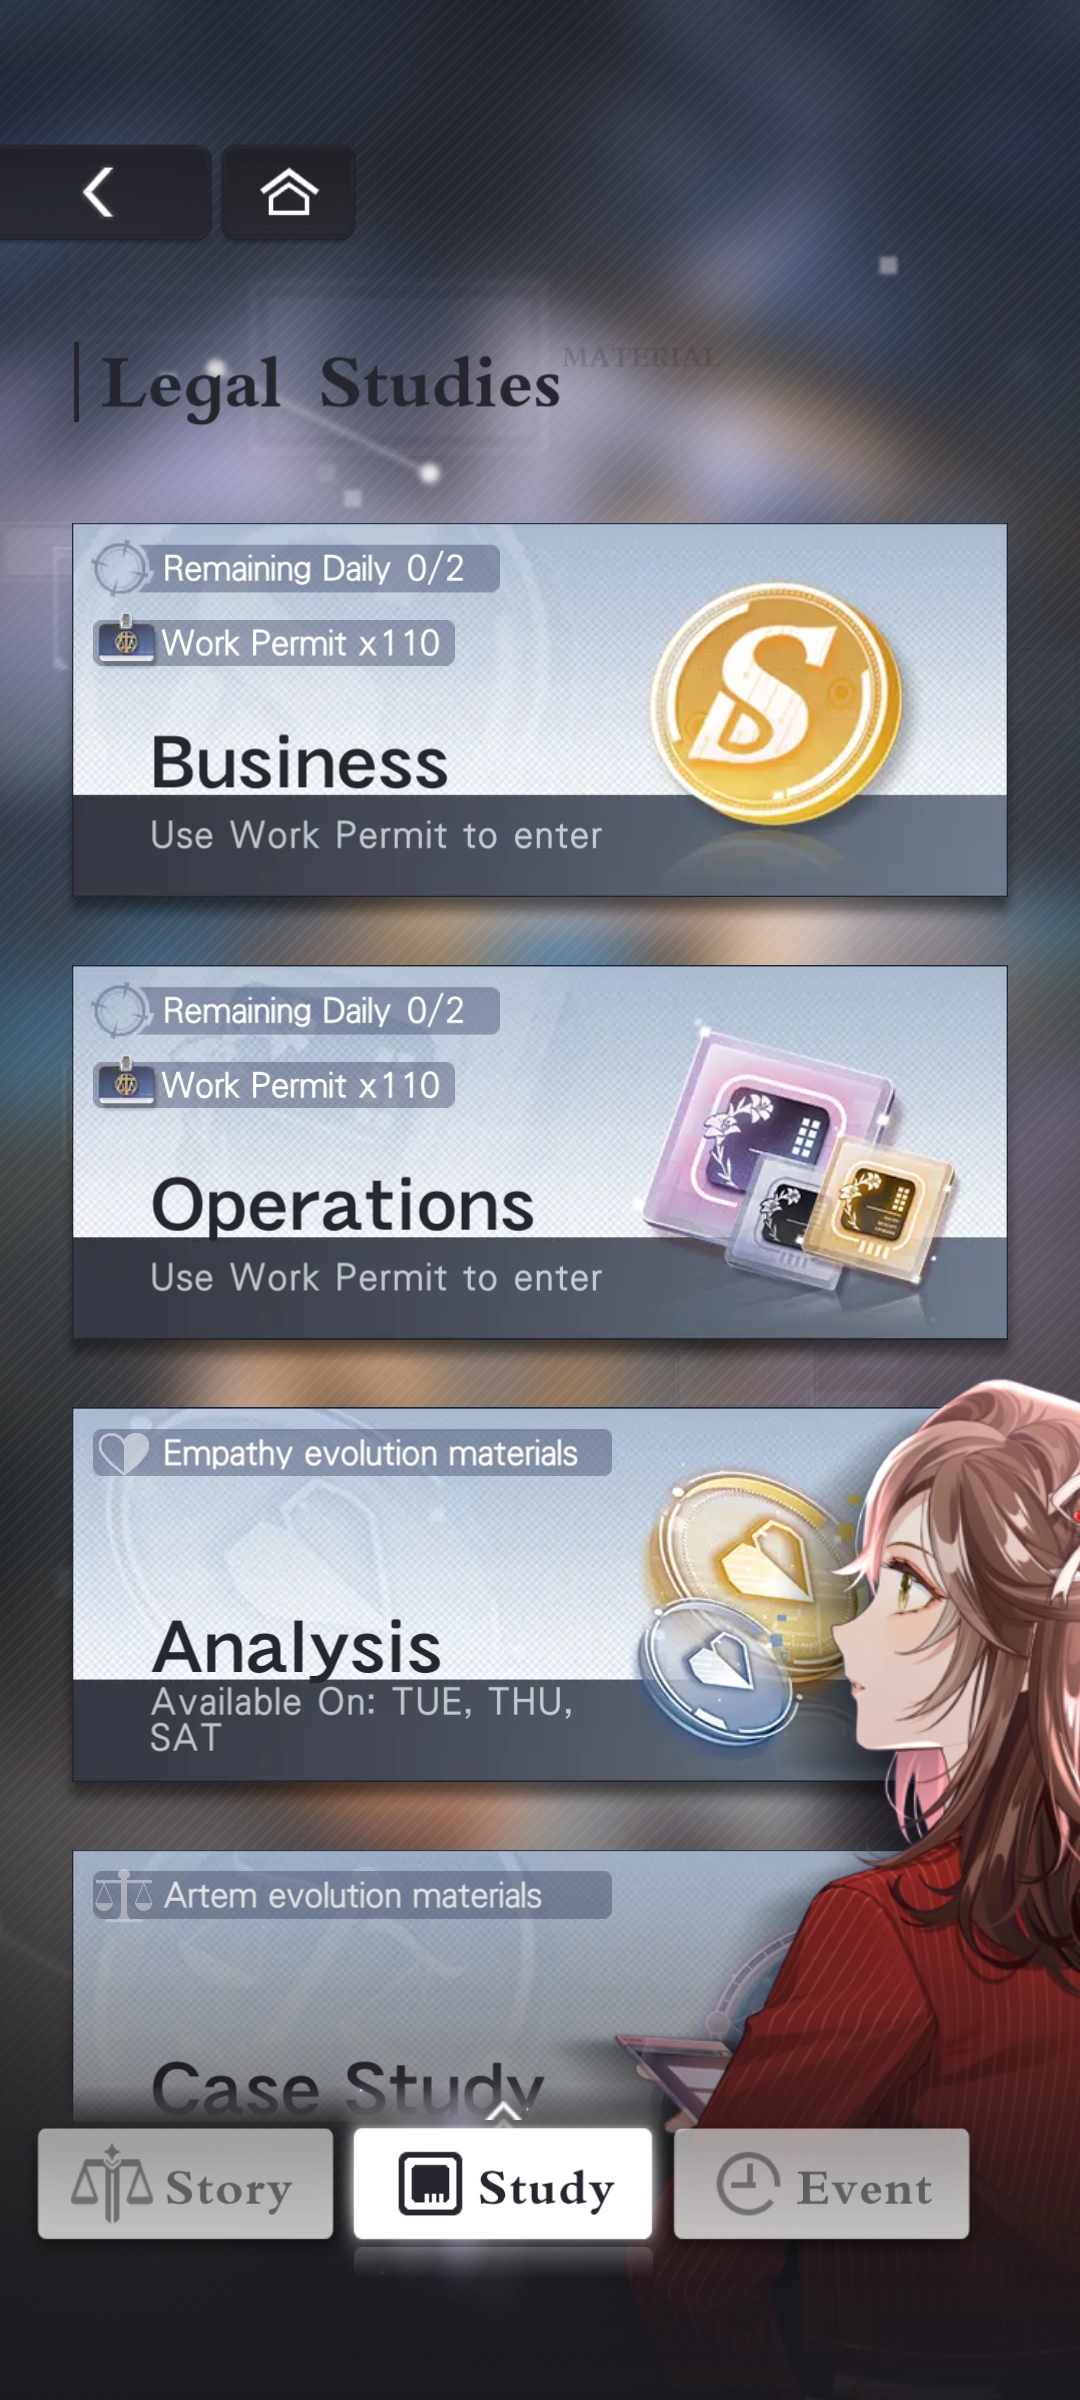 Legal Studies
MATERIAL
Remaining Daily 0/2
Work Permit x110
Business
Use Work Permit to enter
Remaining Daily 0/2
Work Permit x110
Operations
Use Work Permit to enter
Empathy evolution materials
Analysis
Available On: TUE, THU,
SAT
Artem evolution materials
Case Study
Story
Study
Event